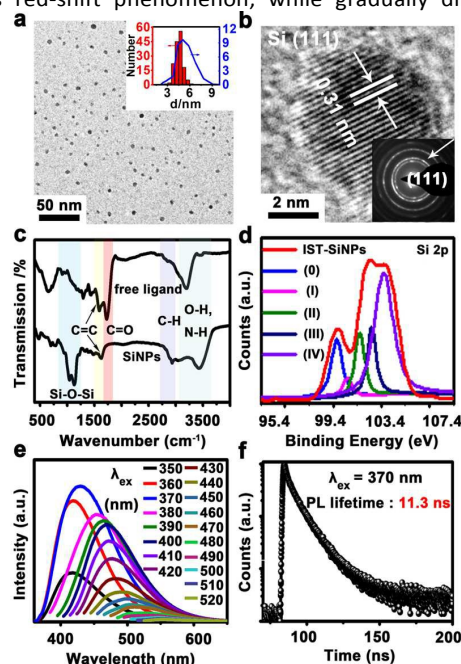 s red-shift phenomenon, while gradually di
a
Number
60
45
30
15
0
12
9
6
3
0
3 6 9
d/nm
50 nm
b
Si (111)
0.31 nm
(111)
2 nm
c
Transmission /%
free ligand
C=C
C=O
C-H
O-H,
N-H
SiNPs
Si-O-Si
500 1500 2500 3500
Wavenumber (cm⁻¹)
d
Si 2p
IST-SiNPs
(0)
(I)
(II)
(III)
(IV)
Counts (a.u.)
95.4 99.4 103.4 107.4
Binding Energy (eV)
e
λex
(nm)
350 430
360 440
370 450
380 460
390 470
400 480
410 490
420 500
510
520
Intensity (a.u.)
400 500 600
Wavelength (nm)
f
λex = 370 nm
PL lifetime : 11.3 ns
Counts (a.u.)
100 150 200
Time (ns)